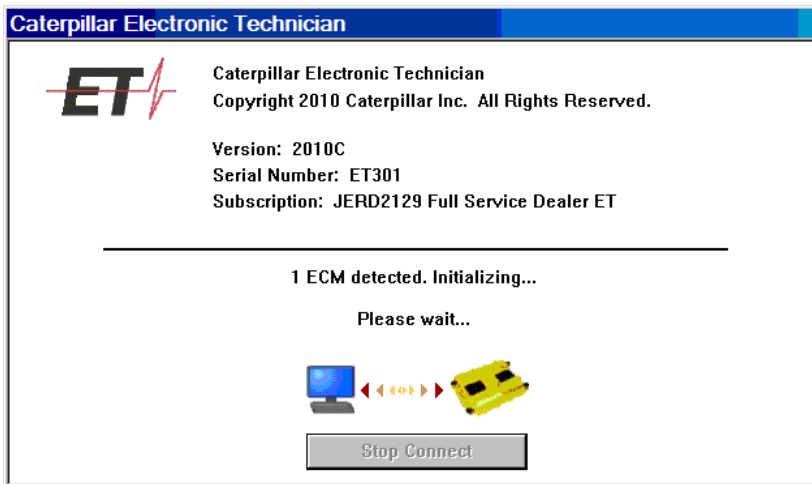 Caterpillar Electronic Technician
ET
Caterpillar Electronic Technician
Copyright 2010 Caterpillar Inc. All Rights Reserved.
Version: 2010C
Serial Number: ET301
Subscription: JERD2129 Full Service Dealer ET
1 ECM detected. Initializing...
Please wait...
Stop Connect